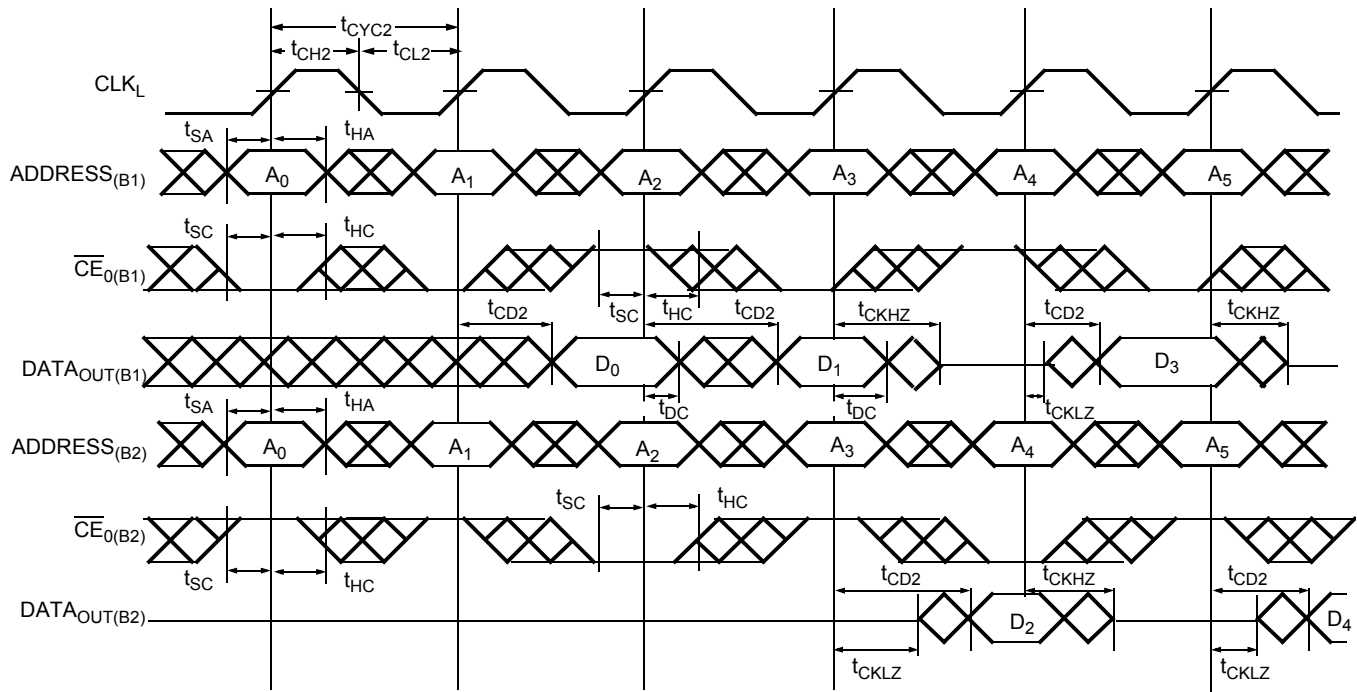 tCYC2
tCH2 tCL2
CLKL
tSA tHA
ADDRESS(B1) A0 A1 A2 A3 A4 A5
tSC tHC
CE0(B1)
tSC tHC
tCD2 tCD2 tCKHZ tCD2 tCKHZ
DATAOUT(B1) D0 D1 D3
tDC tDC tCKLZ
tSA tHA
ADDRESS(B2) A0 A1 A2 A3 A4 A5
tSC tHC
CE0(B2)
tSC tHC
tCD2 tCKHZ tCD2
DATAOUT(B2) D2 D4
tCKLZ tCKLZ